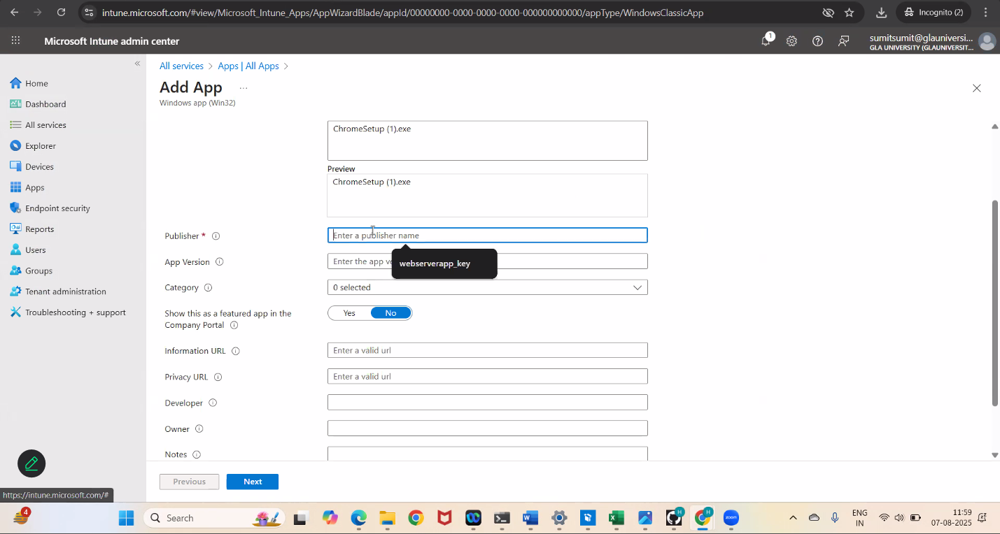 intune.microsoft.com/#view/Microsoft_Intune_Apps/AppWizardBlade/appId/00000000-0000-0000-0000-000000000000/appType/WindowsClassicApp
Incognito (2)
Microsoft Intune admin center
1
sumitsumit@glauniversi...
GLA UNIVERSITY (GLAUNIVERSIT...
«
Home
Dashboard
All services
Explorer
Devices
Apps
Endpoint security
Reports
Users
Groups
Tenant administration
Troubleshooting + support
All services > Apps | All Apps >
Add App ...
Windows app (Win32)
ChromeSetup (1).exe
Preview
ChromeSetup (1).exe
Publisher *
Enter a publisher name
webserverapp_key
App Version
Enter the app ve
Category
0 selected
Show this as a featured app in the
Company Portal
Yes
No
Information URL
Enter a valid url
Privacy URL
Enter a valid url
Developer
Owner
Notes
Previous
Next
https://intune.microsoft.com/#
4
Search
H
H
zoom
ENG
IN
11:59
07-08-2025